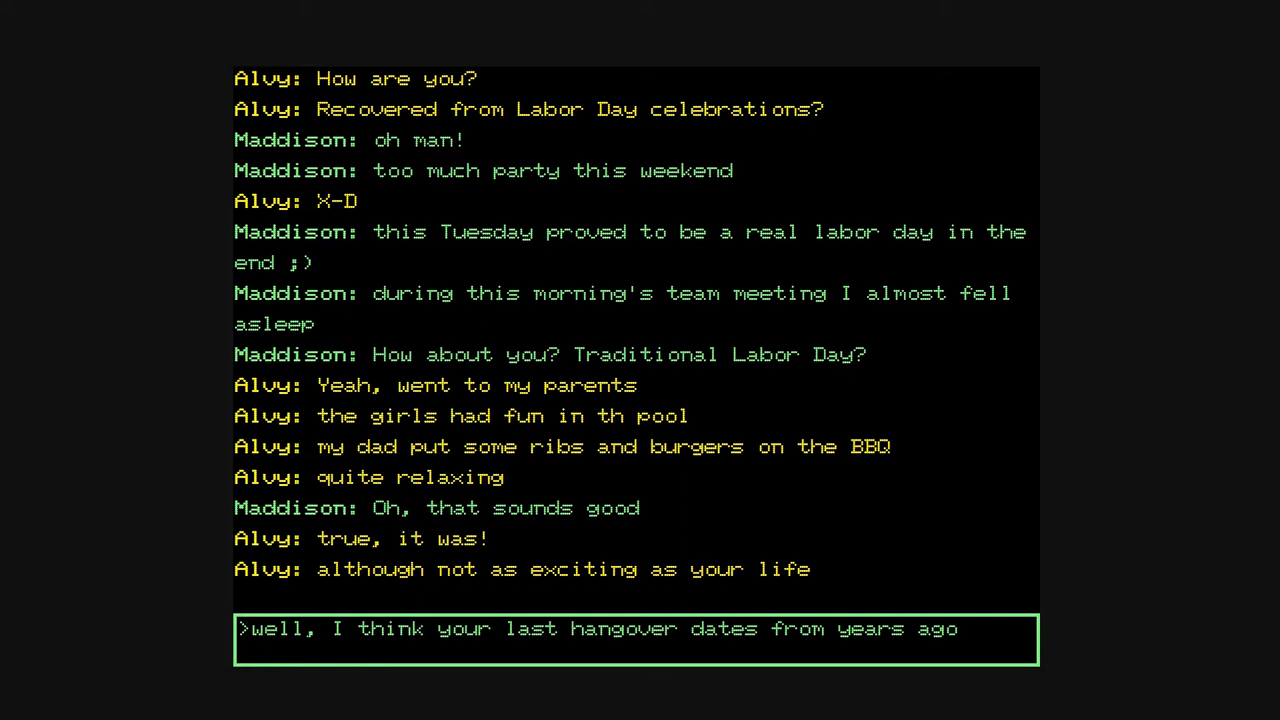 Alvy: How are you?
Alvy: Recovered from Labor Day celebrations?
Maddison: oh man!
Maddison: too much party this weekend
Alvy: X-D
Maddison: this Tuesday proved to be a real labor day in the
end ;)
Maddison: during this morning's team meeting I almost fell
asleep
Maddison: How about you? Traditional Labor Day?
Alvy: Yeah, went to my parents
Alvy: the girls had fun in th pool
Alvy: my dad put some ribs and burgers on the BBQ
Alvy: quite relaxing
Maddison: Oh, that sounds good
Alvy: true, it was!
Alvy: although not as exciting as your life
>well, I think your last hangover dates from years ago